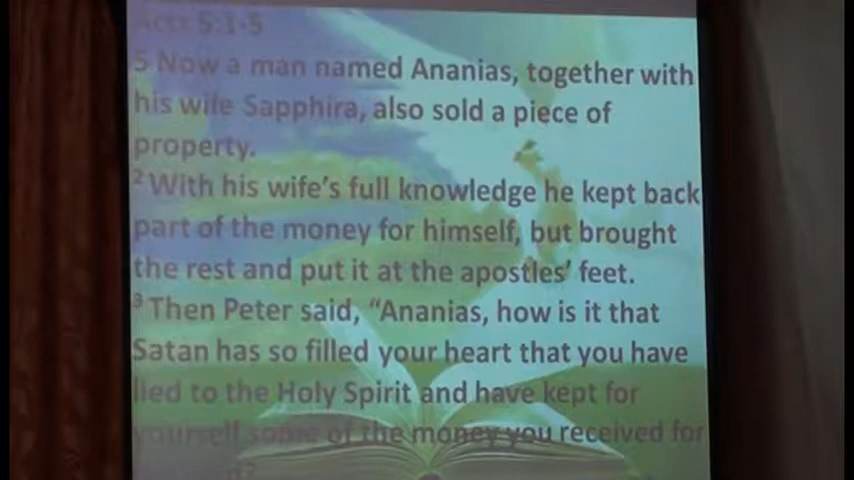 Acts 5:1-5
5 Now a man named Ananias, together with
his wife Sapphira, also sold a piece of
property.
2 With his wife's full knowledge he kept back
part of the money for himself, but brought
the rest and put it at the apostles' feet.
3 Then Peter said, “Ananias, how is it that
Satan has so filled your heart that you have
lied to the Holy Spirit and have kept for
yourself some of the money you received for